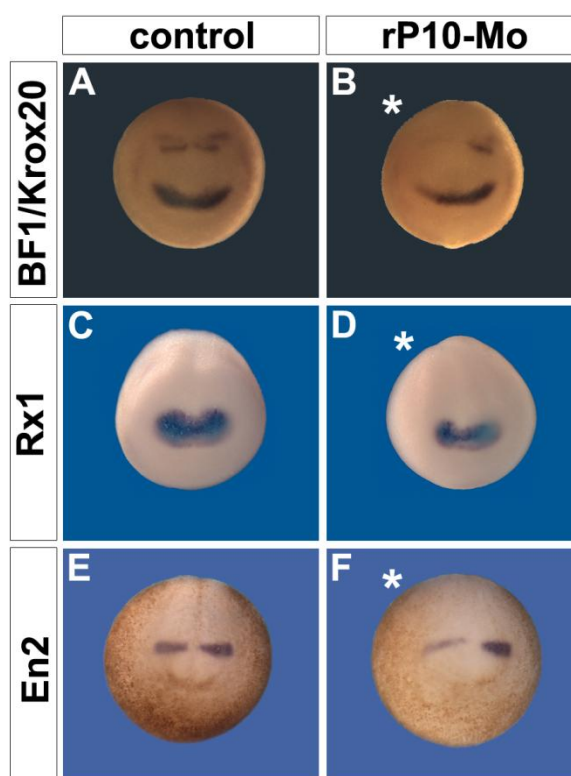 control
rP10-Mo
BF1/Krox20
A
B
*
Rx1
C
D
*
En2
E
F
*